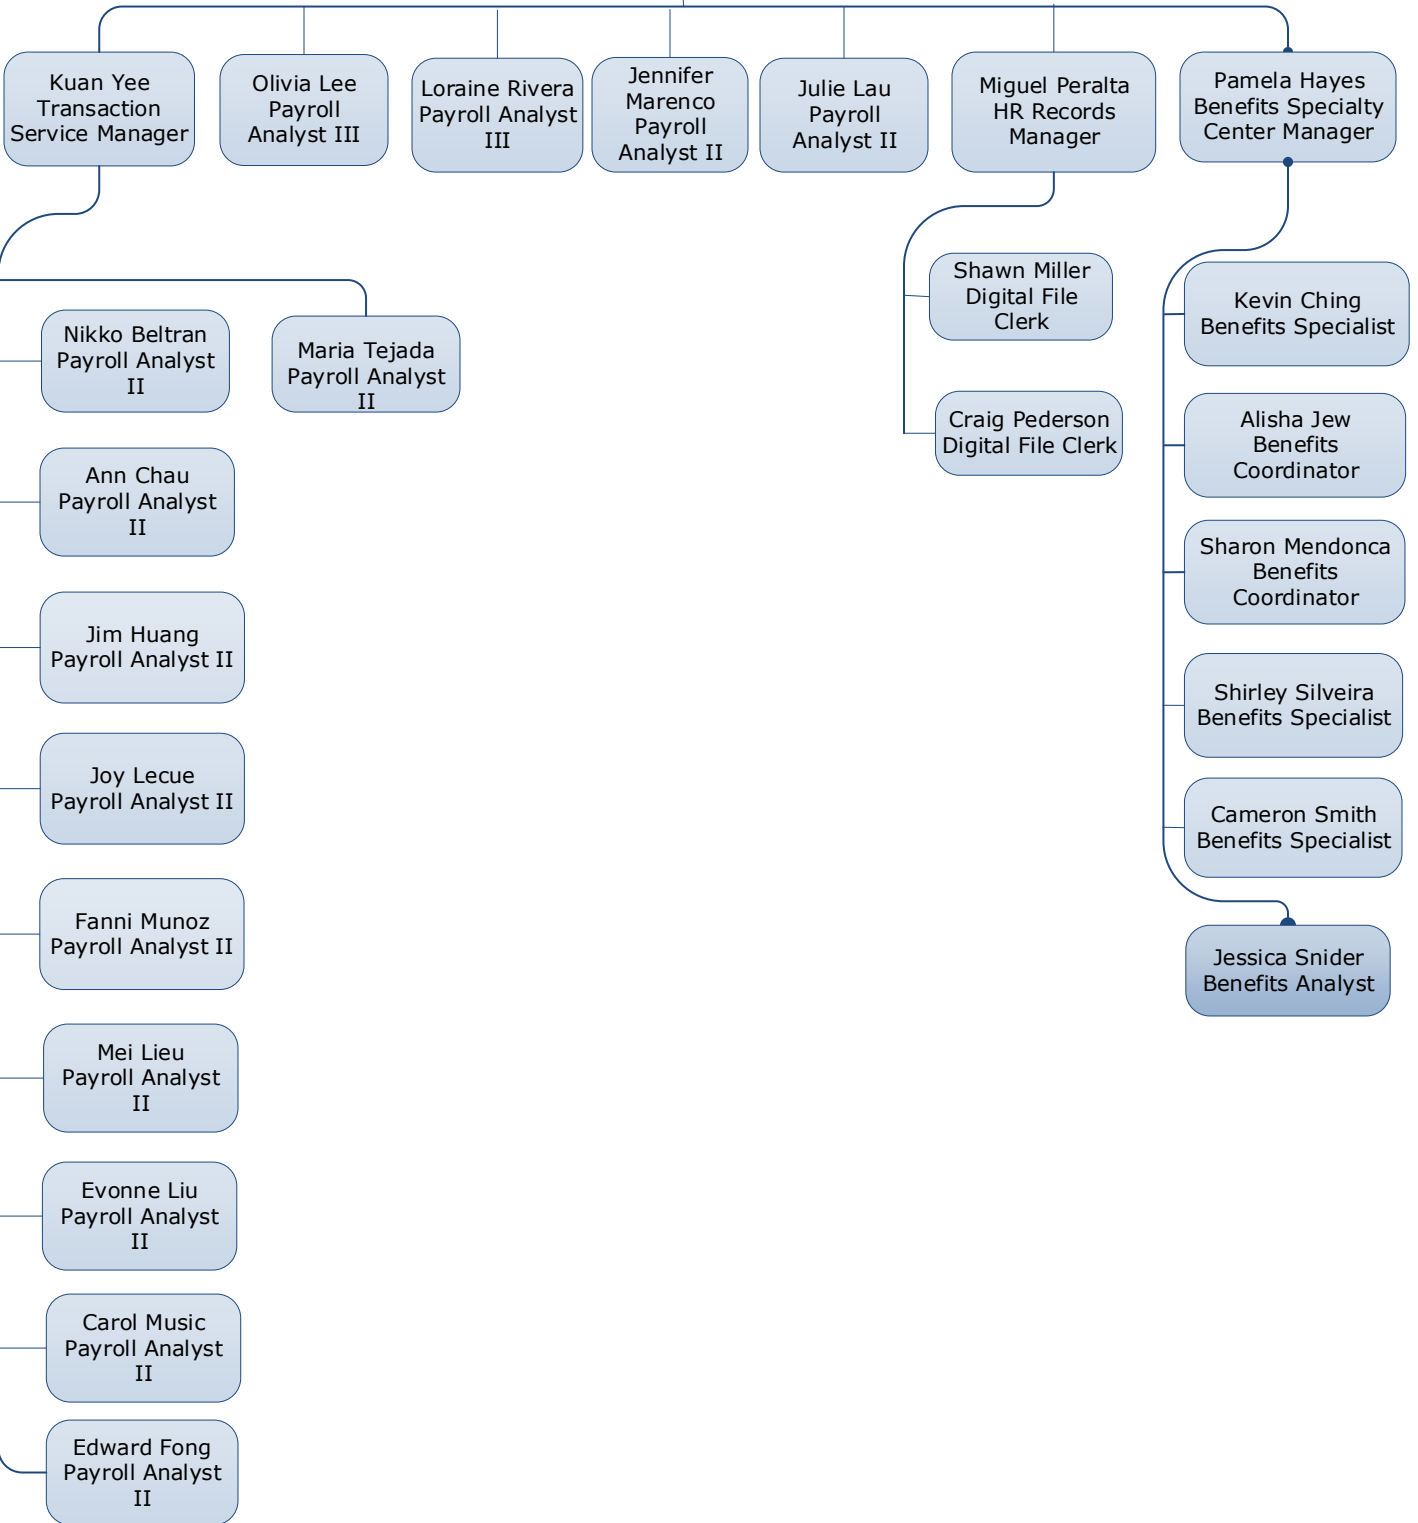 Kuan Yee
Transaction
Service Manager
Olivia Lee
Payroll
Analyst III
Loraine Rivera
Payroll Analyst
III
Jennifer
Marenco
Payroll
Analyst II
Julie Lau
Payroll
Analyst II
Miguel Peralta
HR Records
Manager
Pamela Hayes
Benefits Specialty
Center Manager
Nikko Beltran
Payroll Analyst
II
Maria Tejada
Payroll Analyst
II
Ann Chau
Payroll Analyst
II
Jim Huang
Payroll Analyst II
Joy Lecue
Payroll Analyst II
Fanni Munoz
Payroll Analyst II
Mei Lieu
Payroll Analyst
II
Evonne Liu
Payroll Analyst
II
Carol Music
Payroll Analyst
II
Edward Fong
Payroll Analyst
II
Shawn Miller
Digital File
Clerk
Craig Pederson
Digital File Clerk
Kevin Ching
Benefits Specialist
Alisha Jew
Benefits
Coordinator
Sharon Mendonca
Benefits
Coordinator
Shirley Silveira
Benefits Specialist
Cameron Smith
Benefits Specialist
Jessica Snider
Benefits Analyst